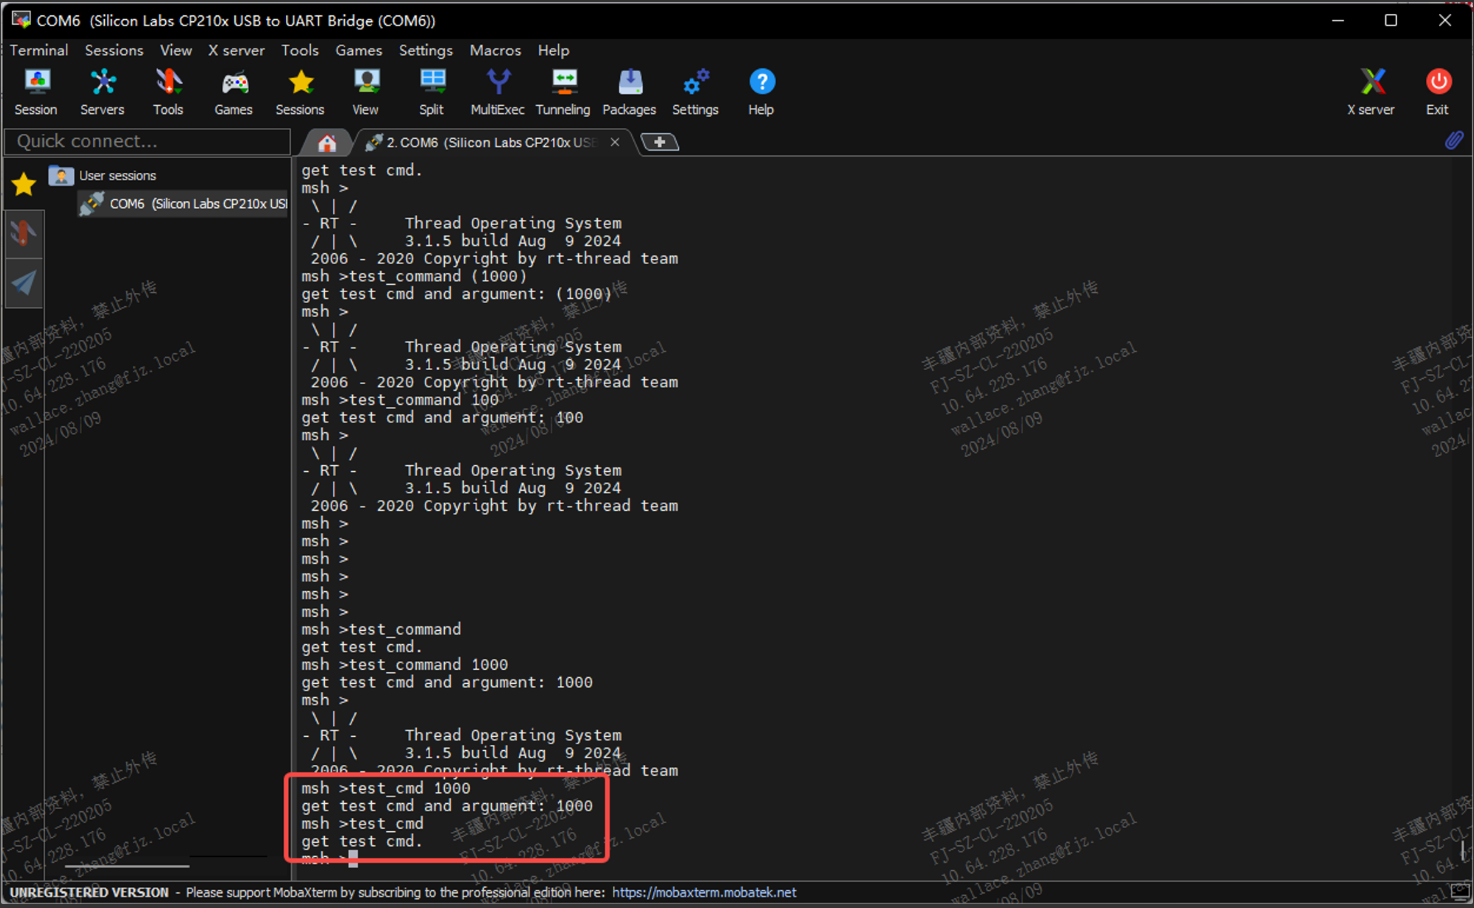 COM6  (Silicon Labs CP210x USB to UART Bridge (COM6))
Terminal Sessions View X server Tools Games Settings Macros Help
Session Servers Tools Games Sessions View Split MultiExec Tunneling Packages Settings Help X server Exit
Quick connect...
2. COM6  (Silicon Labs CP210x USB
User sessions
COM6  (Silicon Labs CP210x USB
get test cmd.
msh >
 \ | /
- RT -     Thread Operating System
 / | \     3.1.5 build Aug  9 2024
 2006 - 2020 Copyright by rt-thread team
msh >test_command (1000)
get test cmd and argument: (1000)
msh >
 \ | /
- RT -     Thread Operating System
 / | \     3.1.5 build Aug  9 2024
 2006 - 2020 Copyright by rt-thread team
msh >test_command 100
get test cmd and argument: 100
msh >
 \ | /
- RT -     Thread Operating System
 / | \     3.1.5 build Aug  9 2024
 2006 - 2020 Copyright by rt-thread team
msh >
msh >
msh >
msh >
msh >
msh >
msh >test_command
get test cmd.
msh >test_command 1000
get test cmd and argument: 1000
msh >
 \ | /
- RT -     Thread Operating System
 / | \     3.1.5 build Aug  9 2024
 2006 - 2020 Copyright by rt-thread team
msh >test_cmd 1000
get test cmd and argument: 1000
msh >test_cmd
get test cmd.
msh >
丰疆内部资料，禁止外传
FJ-SZ-CL-220205
10.64.228.176
wallace.zhang@fjz.local
2024/08/09
UNREGISTERED VERSION  -  Please support MobaXterm by subscribing to the professional edition here:  https://mobaxterm.mobatek.net